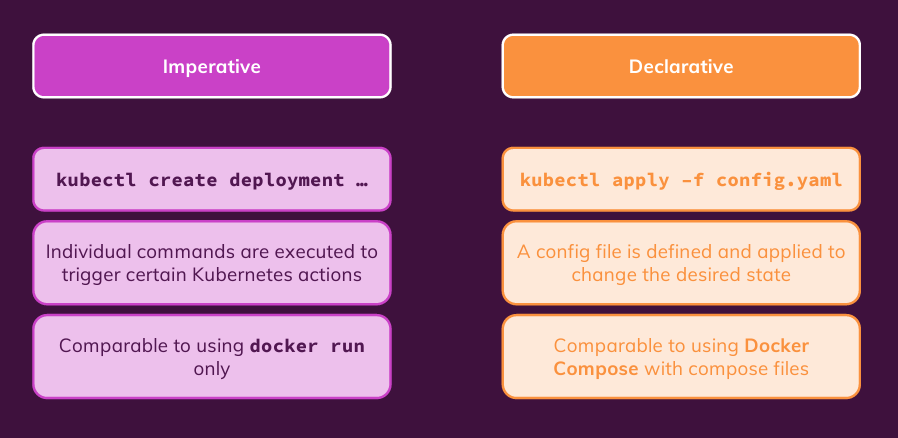 Imperative
Declarative
kubectl create deployment …
kubectl apply –f config.yaml
Individual commands are executed to
trigger certain Kubernetes actions
A config file is defined and applied to
change the desired state
Comparable to using docker run
only
Comparable to using Docker
Compose with compose files